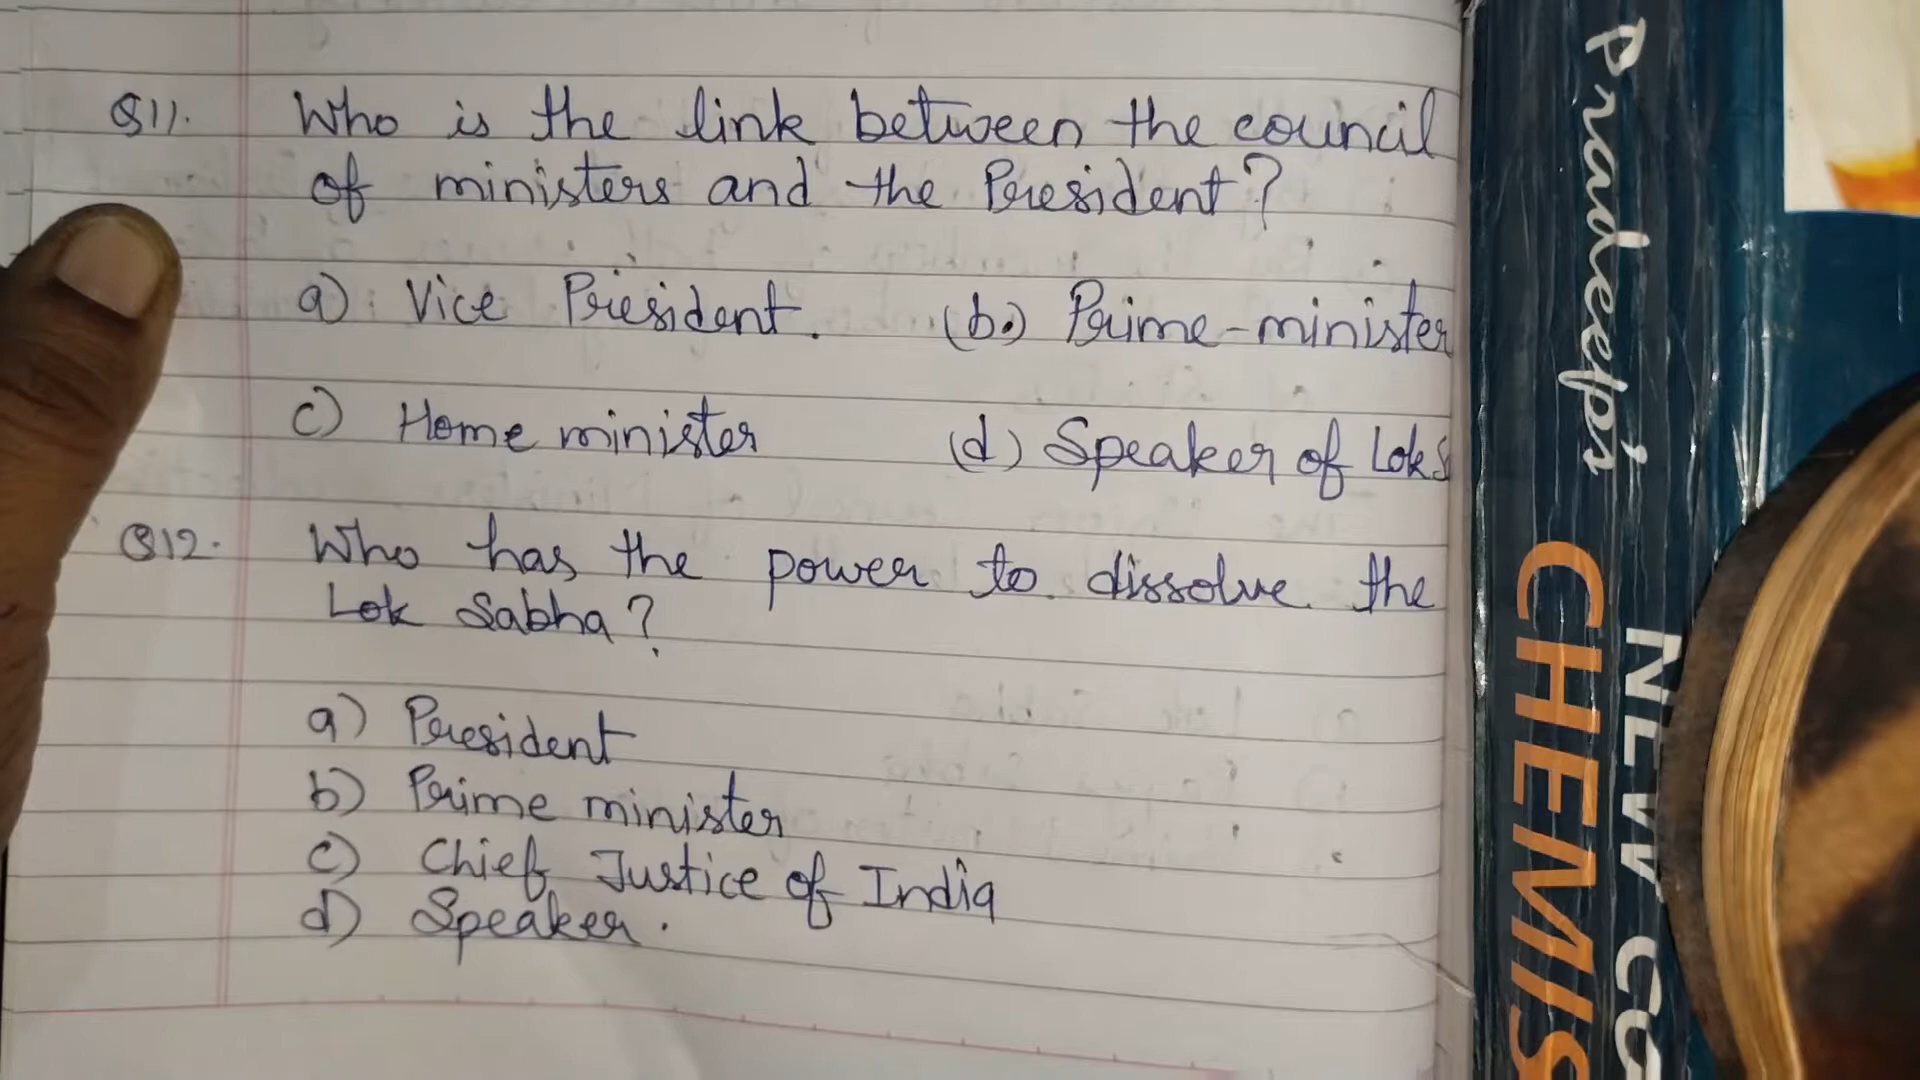 Q11. Who is the link between the council
of ministers and the President?
a) Vice President. (b.) Prime-minister
c) Home minister (d) Speaker of Lok S
Q12. Who has the power to dissolve the
Lok Sabha?
a) President
b) Prime minister
c) Chief Justice of India
d) Speaker.
Pradeep's
NEW CO
CHEMIS